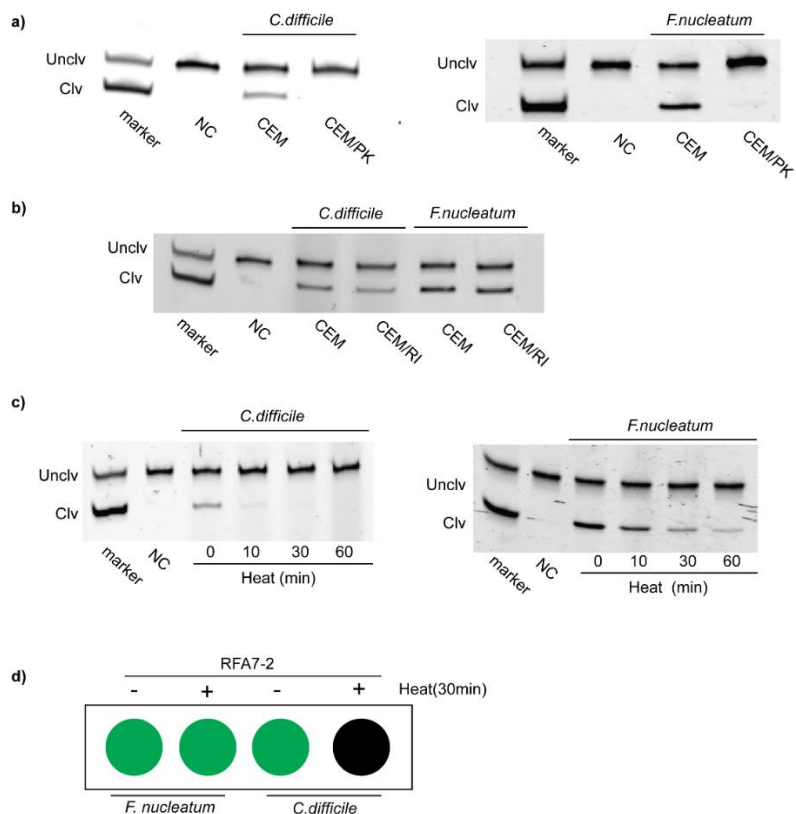 a)
C.difficile
Unclv
Clv
marker
NC
CEM
CEM/PK
F.nucleatum
Unclv
Clv
marker
NC
CEM
CEM/PK
b)
C.difficile F.nucleatum
Unclv
Clv
marker
NC
CEM
CEM/RI
CEM
CEM/RI
c)
C.difficile
Unclv
Clv
marker
NC
0 10 30 60
Heat (min)
F.nucleatum
Unclv
Clv
marker
NC
0 10 30 60
Heat (min)
d)
RFA7-2
- + - + Heat(30min)
F. nucleatum C.difficile